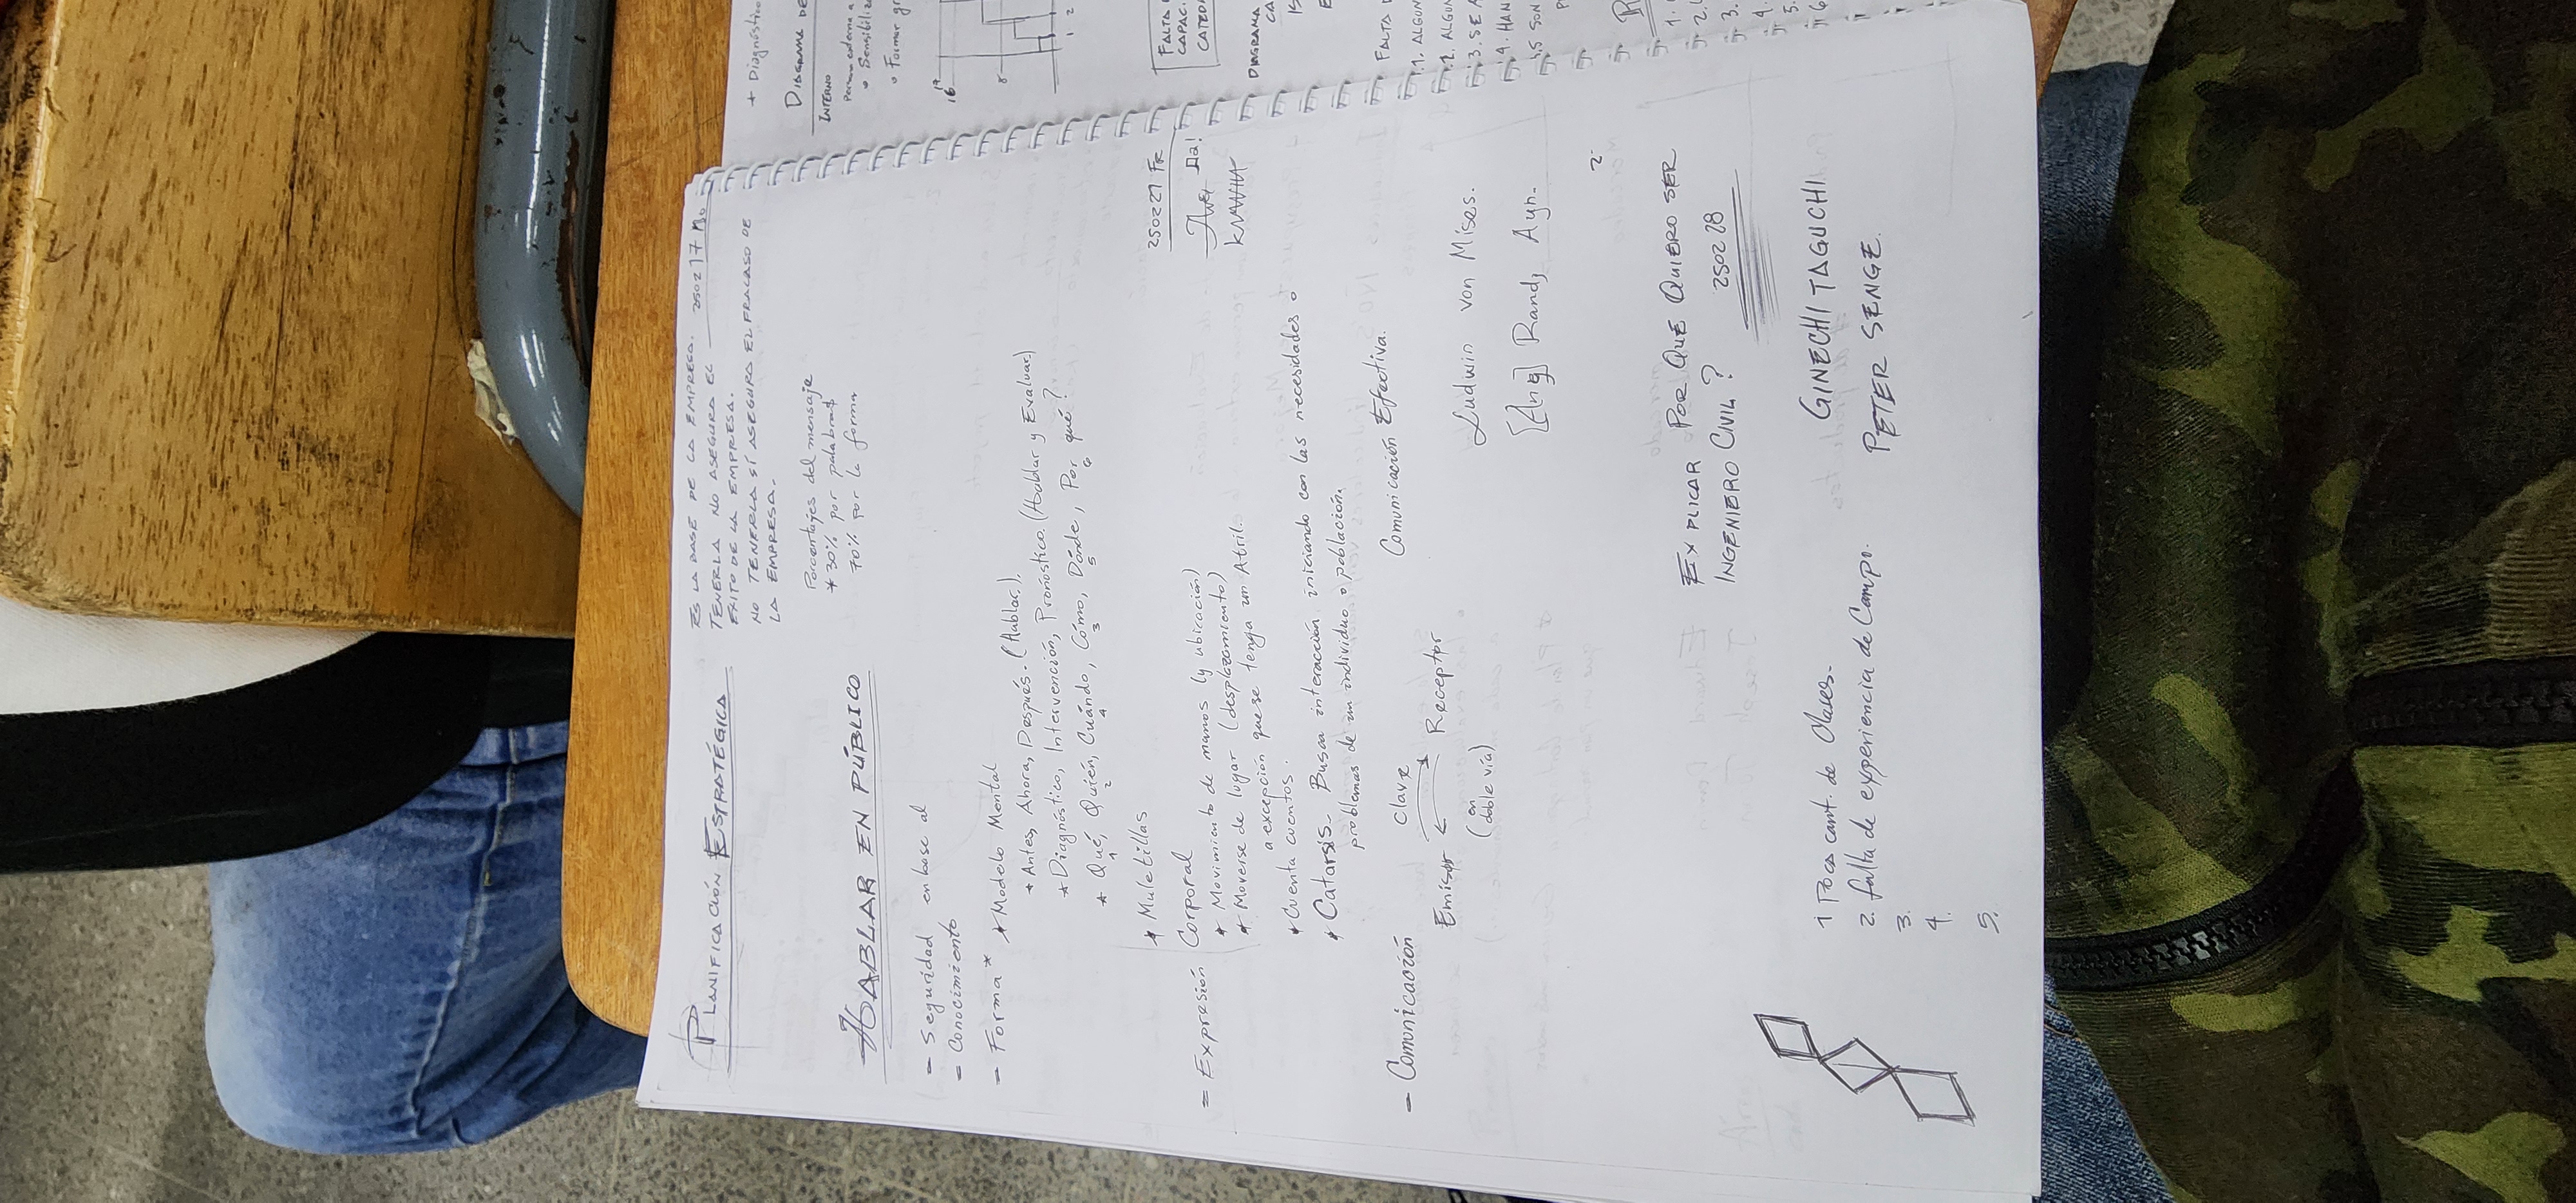 PLANIFICACIÓN ESTRATÉGICA
ES LA BASE DE LA EMPRESA.
250217 Mo
TENERLA NO ASEGURA EL
ÉXITO DE LA EMPRESA.
NO TENERLA SÍ ASEGURA EL FRACASO DE
LA EMPRESA.
Porcentajes del mensaje
* 30% por palabras
70% por la forma
HABLAR EN PÚBLICO
- Seguridad en base al
- Conocimiento
- Forma* * Modelo Mental
* Antes, Ahora, Después. (Hablar.).
* Diagnóstico, Intervención, Pronóstico. (Hablar y Evaluar)
* Qué, Quién, Cuándo, Cómo, Dónde, Por qué?
1 2 4 3 5 6
* Muletillas
- Expresión Corporal
* Movimiento de manos (y ubicación)
* Moverse de lugar (desplazamiento)
a excepción que se tenga un Atril.
* Cuenta cuentos.
* Catarsis. Busca interacción iniciando con las necesidades o
problemas de un individuo o población.
250221 Fr
Да!
- Comunicación
Clave
Emisor Receptor
(en doble vía)
Comunicación Efectiva.
Ludwin von Mises.
Rand, Ayn.
2
EXPLICAR POR QUÉ QUIERO SER
INGENIERO CIVIL?
250228
1 Poca cant. de Clases.
2. falta de experiencia de Campo.
3.
4.
5.
GINECHI TAGUCHI
PETER SENGE.
* Diagnóstico
DIAGRAMA DE
INTERNO
Persona externa a
Formar gr
16
8
1 2
FALTA
CAPAC.
DIAGRAMA
CA
FALTA
1. ALGUN
2. ALGUN
3. SE A
4. HAN
5 SON
1.
2.
3.
4.
5.
6